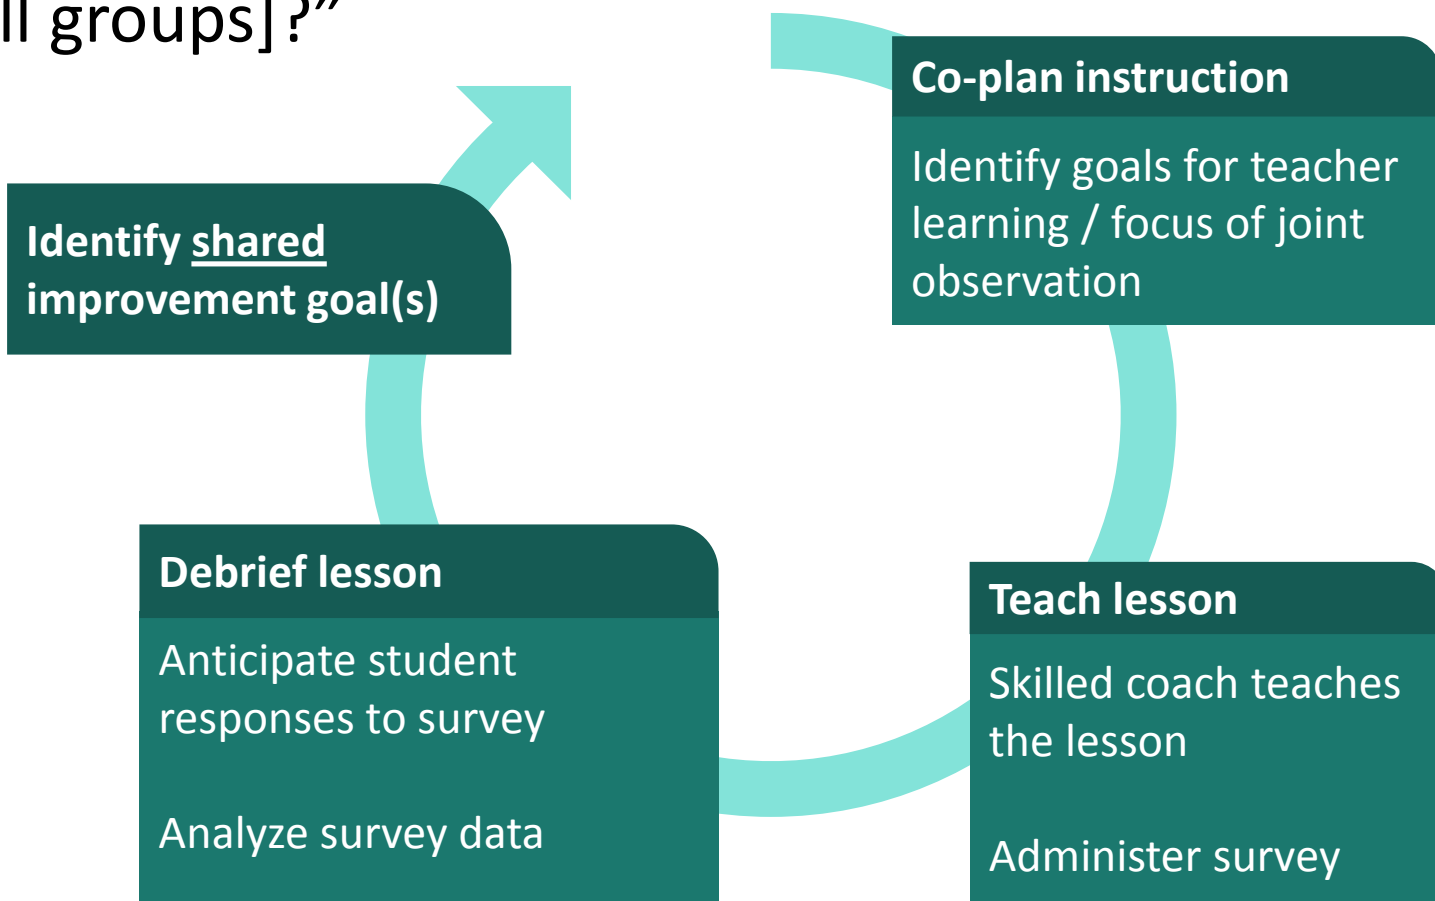 ll groups]?”
Co-plan instruction
Identify goals for teacher
learning / focus of joint
observation
Teach lesson
Skilled coach teaches
the lesson
Administer survey
Debrief lesson
Anticipate student
responses to survey
Analyze survey data
Identify shared
improvement goal(s)